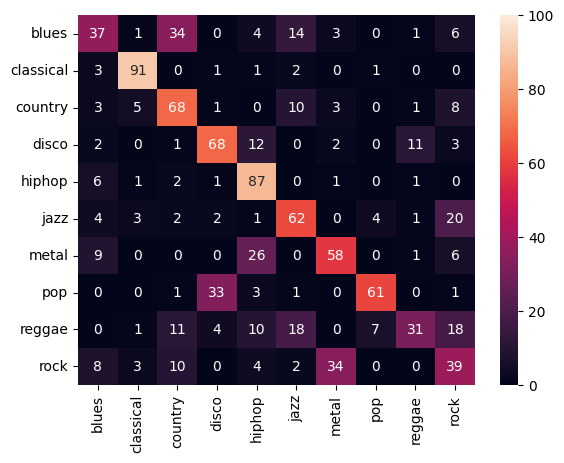 100
blues 37 1 34 0 4 14 3 0 1 6
classical 3 91 0 1 1 2 0 1 0 0
80
country 3 5 68 1 0 10 3 0 1 8
disco 2 0 1 68 12 0 2 0 11 3
60
hiphop 6 1 2 1 87 0 1 0 1 0
jazz 4 3 2 2 1 62 0 4 1 20
40
metal 9 0 0 0 26 0 58 0 1 6
pop 0 0 1 33 3 1 0 61 0 1
20
reggae 0 1 11 4 10 18 0 7 31 18
rock 8 3 10 0 4 2 34 0 0 39
0
blues classical country disco hiphop jazz metal pop reggae rock